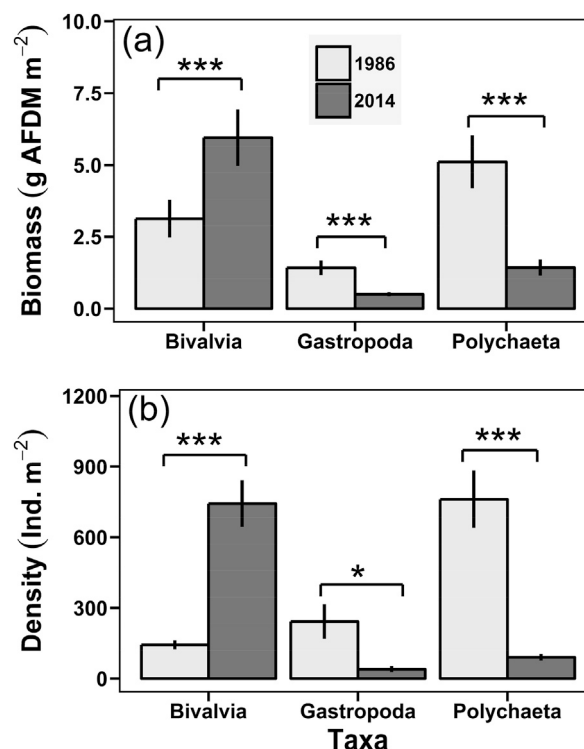 (a)
Biomass (g AFDM m⁻²)
10.0
7.5
5.0
2.5
0.0
1986
2014
***
***
***
Bivalvia Gastropoda Polychaeta
(b)
Density (Ind. m⁻²)
1200
900
600
300
0
***
*
***
Bivalvia Gastropoda Polychaeta
Taxa